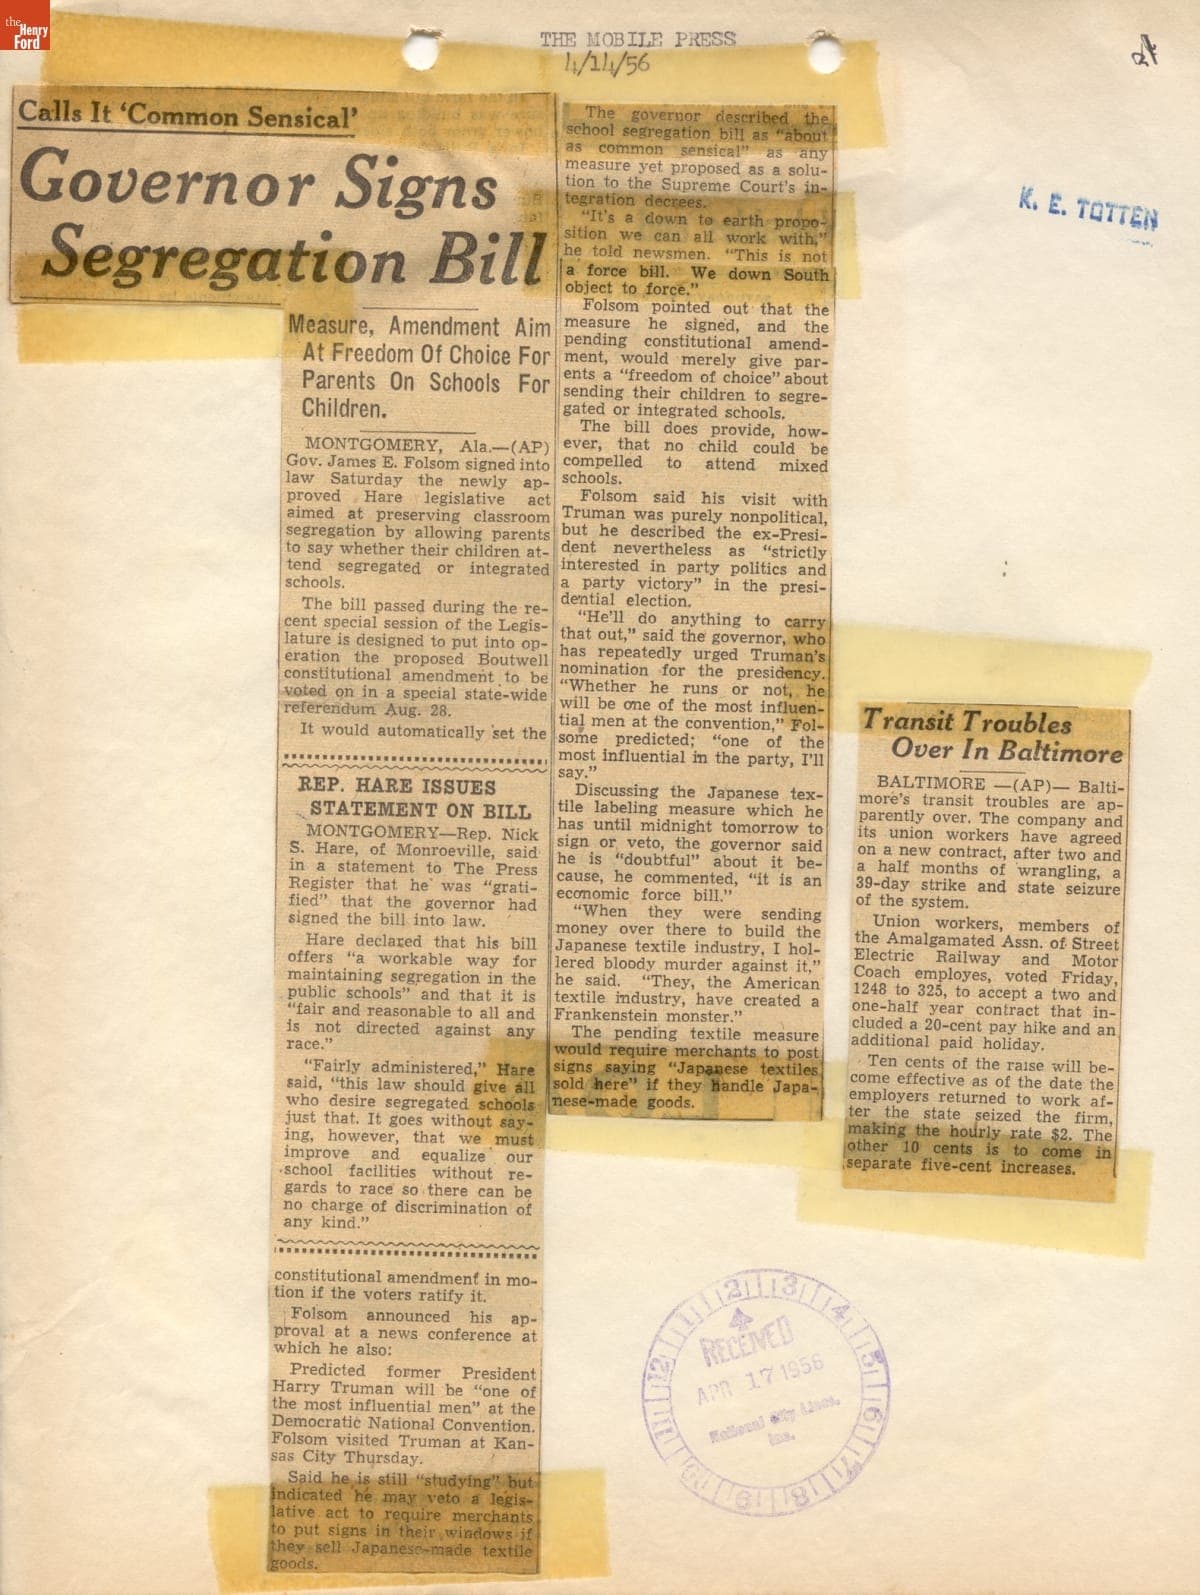 the
Henry
Ford
THE MOBILE PRESS
4/14/56
K. E. TOTTEN
Calls It ‘Common Sensical’
Governor Signs
Segregation Bill
Measure, Amendment Aim
At Freedom Of Choice For
Parents On Schools For
Children.
MONTGOMERY, Ala.—(AP)
Gov. James E. Folsom signed into
law Saturday the newly ap-
proved Hare legislative act
aimed at preserving classroom
segregation by allowing parents
to say whether their children at-
tend segregated or integrated
schools.
The bill passed during the re-
cent special session of the Legis-
lature is designed to put into op-
eration the proposed Boutwell
constitutional amendment to be
voted on in a special state-wide
referendum Aug. 28.
It would automatically set the
REP. HARE ISSUES
STATEMENT ON BILL
MONTGOMERY—Rep. Nick
S. Hare, of Monroeville, said
in a statement to The Press
Register that he was “grati-
fied” that the governor had
signed the bill into law.
Hare declared that his bill
offers “a workable way for
maintaining segregation in the
public schools” and that it is
“fair and reasonable to all and
is not directed against any
race.”
“Fairly administered,” Hare
said, “this law should give all
who desire segregated schools
just that. It goes without say-
ing, however, that we must
improve and equalize our
school facilities without re-
gards to race so there can be
no charge of discrimination of
any kind.”
constitutional amendment in mo-
tion if the voters ratify it.
Folsom announced his ap-
proval at a news conference at
which he also:
Predicted former President
Harry Truman will be “one of
the most influential men” at the
Democratic National Convention.
Folsom visited Truman at Kan-
sas City Thursday.
Said he is still “studying” but
indicated he may veto a legis-
lative act to require merchants
to put signs in their windows if
they sell Japanese-made textile
goods.
The governor described the
school segregation bill as “about
as common sensical” as any
measure yet proposed as a solu-
tion to the Supreme Court’s in-
tegration decrees.
“It’s a down to earth propo-
sition we can all work with,”
he told newsmen. “This is not
a force bill. We down South
object to force.”
Folsom pointed out that the
measure he signed, and the
pending constitutional amend-
ment, would merely give par-
ents a “freedom of choice” about
sending their children to segre-
gated or integrated schools.
The bill does provide, how-
ever, that no child could be
compelled to attend mixed
schools.
Folsom said his visit with
Truman was purely nonpolitical,
but he described the ex-Presi-
dent nevertheless as “strictly
interested in party politics and
a party victory” in the presi-
dential election.
“He’ll do anything to carry
that out,” said the governor, who
has repeatedly urged Truman’s
nomination for the presidency.
“Whether he runs or not, he
will be one of the most influen-
tial men at the convention,” Fol-
some predicted; “one of the
most influential in the party, I’ll
say.”
Discussing the Japanese tex-
tile labeling measure which he
has until midnight tomorrow to
sign or veto, the governor said
he is “doubtful” about it be-
cause, he commented, “it is an
economic force bill.”
“When they were sending
money over there to build the
Japanese textile industry, I hol-
lered bloody murder against it,”
he said. “They, the American
textile industry, have created a
Frankenstein monster.”
The pending textile measure
would require merchants to post
signs saying “Japanese textiles
sold here” if they handle Japa-
nese-made goods.
Transit Troubles
Over In Baltimore
BALTIMORE —(AP)— Balti-
more’s transit troubles are ap-
parently over. The company and
its union workers have agreed
on a new contract, after two and
a half months of wrangling, a
39-day strike and state seizure
of the system.
Union workers, members of
the Amalgamated Assn. of Street
Electric Railway and Motor
Coach employes, voted Friday,
1248 to 325, to accept a two and
one-half year contract that in-
cluded a 20-cent pay hike and an
additional paid holiday.
Ten cents of the raise will be-
come effective as of the date the
employers returned to work af-
ter the state seized the firm,
making the hourly rate $2. The
other 10 cents is to come in
separate five-cent increases.
12 1 2 3 4 5 6 7 8 9 10 11
RECEIVED
APR 17 1956
National City Lines,
Inc.